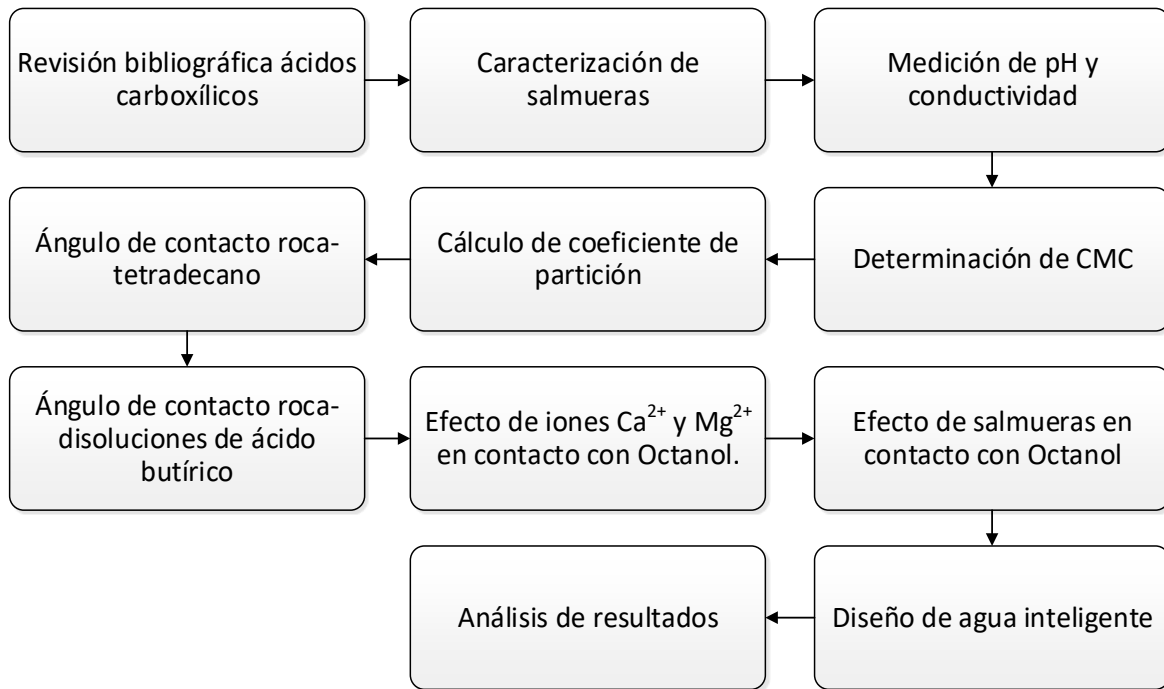 Revisión bibliográfica ácidos
carboxílicos
Caracterización de
salmueras
Medición de pH y
conductividad
Determinación de CMC
Cálculo de coeficiente de
partición
Ángulo de contacto roca-
tetradecano
Ángulo de contacto roca-
disoluciones de ácido
butírico
Efecto de iones Ca²⁺ y Mg²⁺
en contacto con Octanol.
Efecto de salmueras en
contacto con Octanol
Diseño de agua inteligente
Análisis de resultados